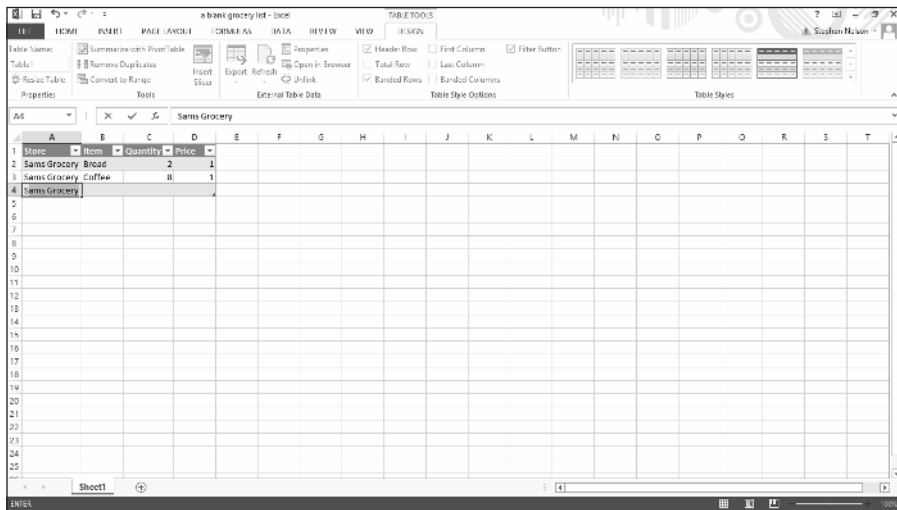 a blank grocery list - Excel
TABLE TOOLS
?
FILE HOME INSERT PAGE LAYOUT FORMULAS DATA REVIEW VIEW DESIGN
Stephen Nelson
Table Name:
Table1
Resize Table
Properties
Summarize with PivotTable
Remove Duplicates
Convert to Range
Insert Slicer
Tools
Export
Refresh
Properties
Open in Browser
Unlink
External Table Data
Header Row
Total Row
Banded Rows
First Column
Last Column
Banded Columns
Filter Button
Table Style Options
Table Styles
A4
fx
Sams Grocery
A B C D E F G H I J K L M N O P Q R S T
1 Store Item Quantity Price
2 Sams Grocery Bread 2 1
3 Sams Grocery Coffee 8 1
4 Sams Grocery
5
6
7
8
9
10
11
12
13
14
15
16
17
18
19
20
21
22
23
24
25
Sheet1
ENTER
100%